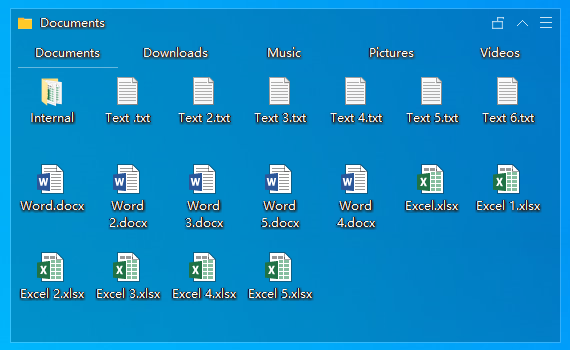 Documents
Documents Downloads Music Pictures Videos
Internal Text .txt Text 2.txt Text 3.txt Text 4.txt Text 5.txt Text 6.txt
Word.docx Word 2.docx Word 3.docx Word 5.docx Word 4.docx Excel.xlsx Excel 1.xlsx
Excel 2.xlsx Excel 3.xlsx Excel 4.xlsx Excel 5.xlsx